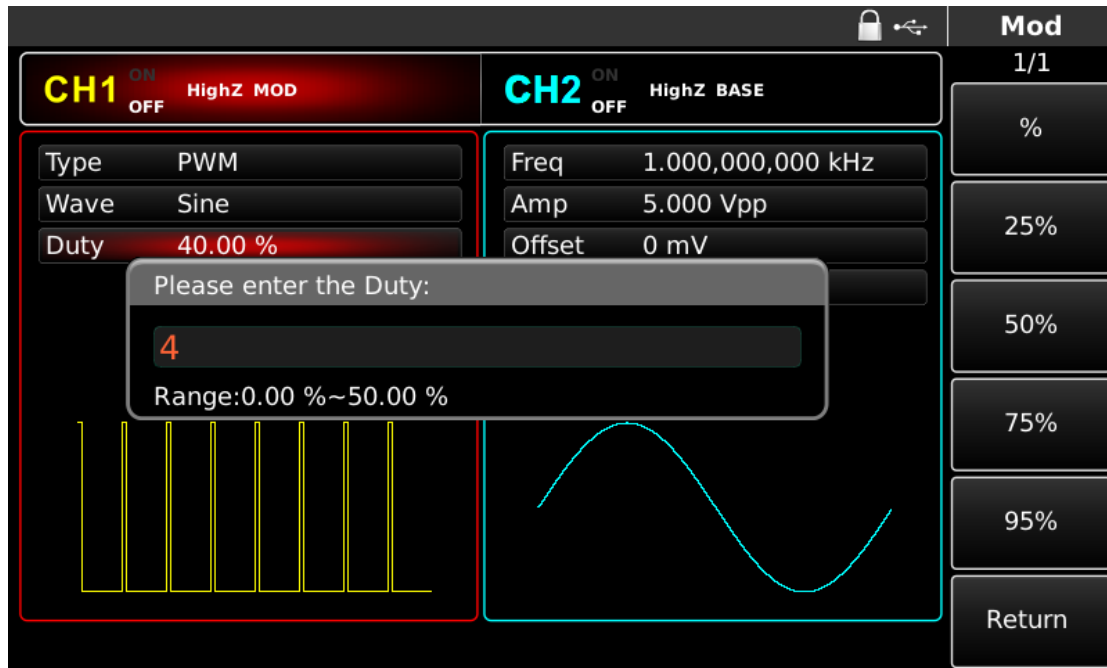 Mod
1/1
CH1 ON OFF HighZ MOD
CH2 ON OFF HighZ BASE
Type PWM
Wave Sine
Duty 40.00 %
Freq 1.000,000,000 kHz
Amp 5.000 Vpp
Offset 0 mV
Please enter the Duty:
4
Range:0.00 %~50.00 %
%
25%
50%
75%
95%
Return